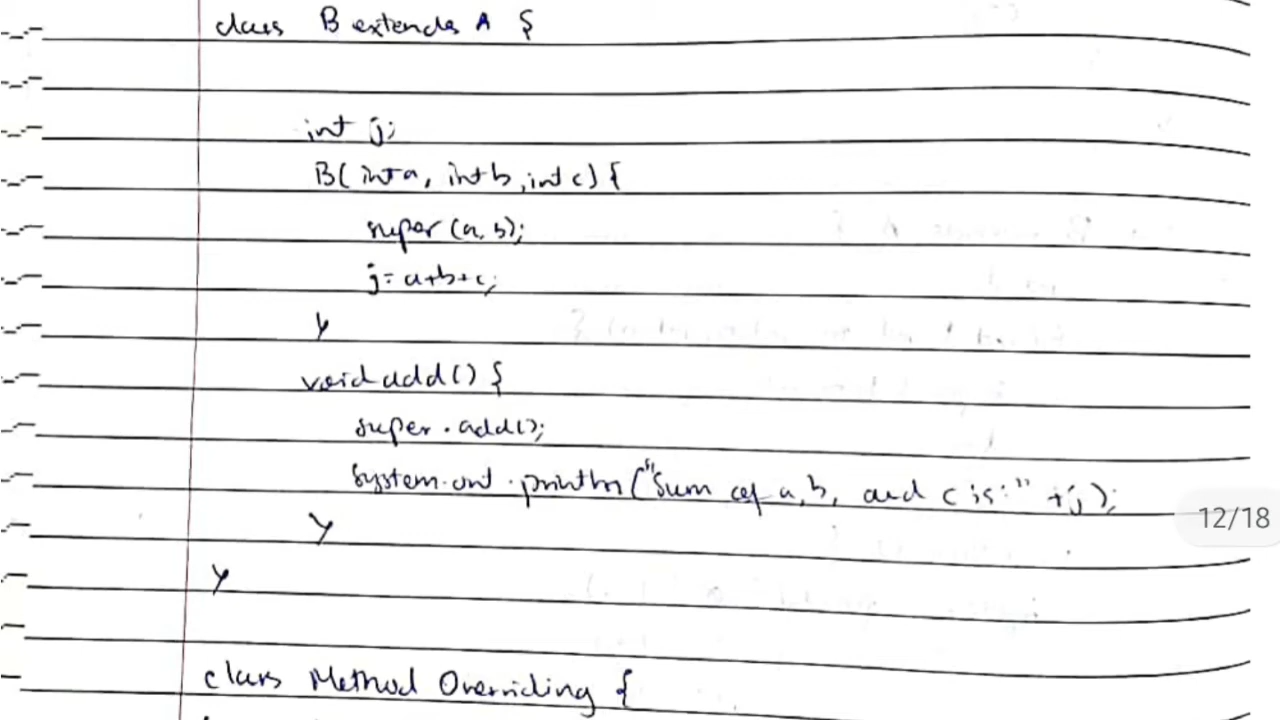 class B extends A {
int j;
B( int a, int b, int c) {
super (a, b);
j = a+b+c;
}
void add() {
super.add();
system.out.println("Sum of a, b, and c is:" +j);
}
}
12/18
class Method Overriding {